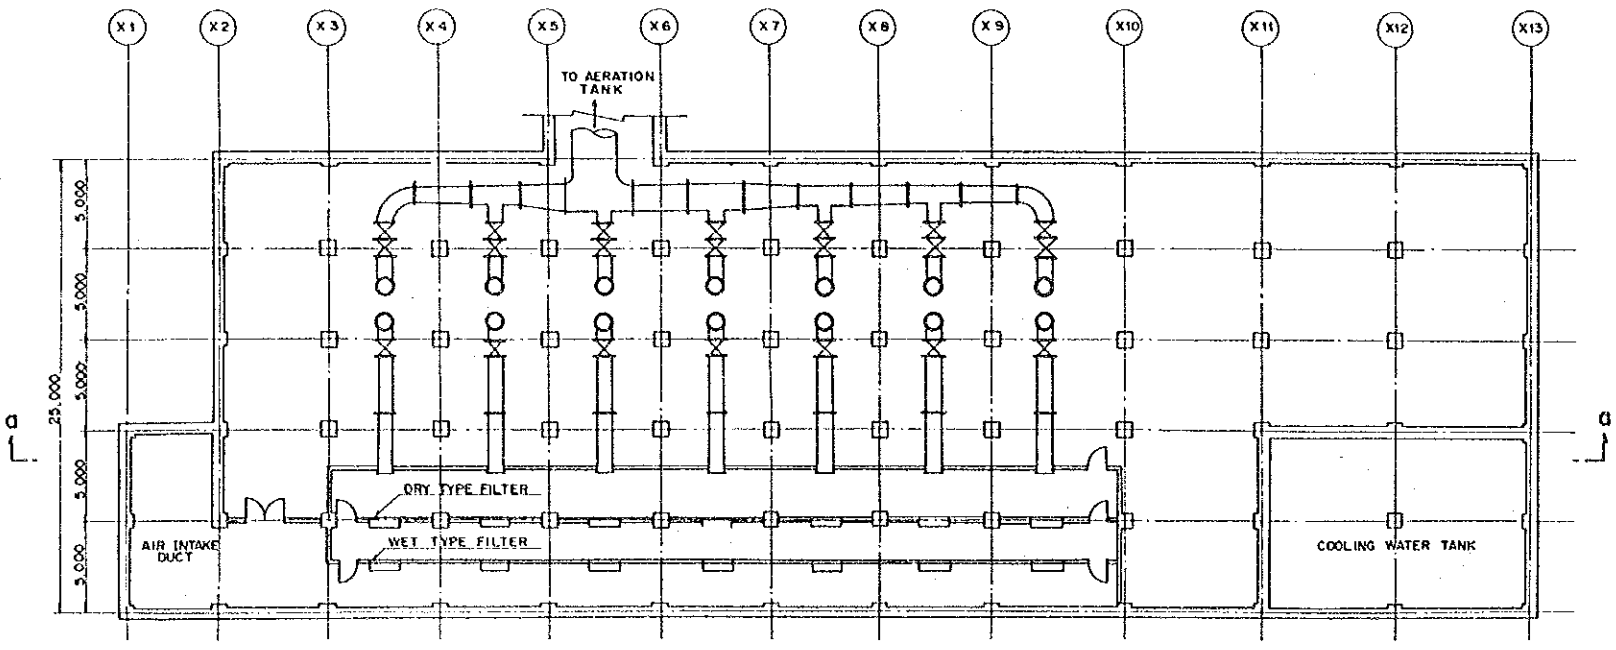 X1 X2 X3 X4 X5 X6 X7 X8 X9 X10 X11 X12 X13
TO AERATION
TANK
5.000
5.000
5.000
25.000
a
a
5.000
DRY TYPE FILTER
AIR INTAKE
DUCT
WET TYPE FILTER
COOLING WATER TANK
5.000